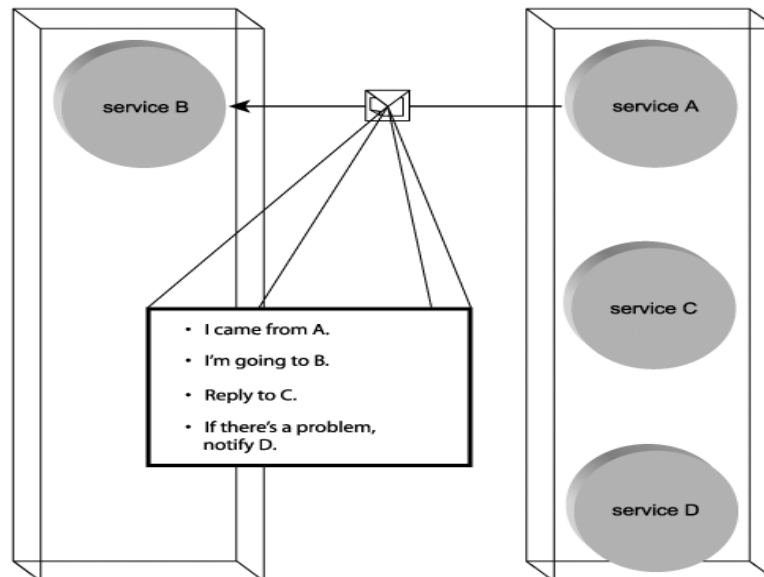 service B
service A
service C
• I came from A.
• I'm going to B.
• Reply to C.
• If there's a problem,
notify D.
service D